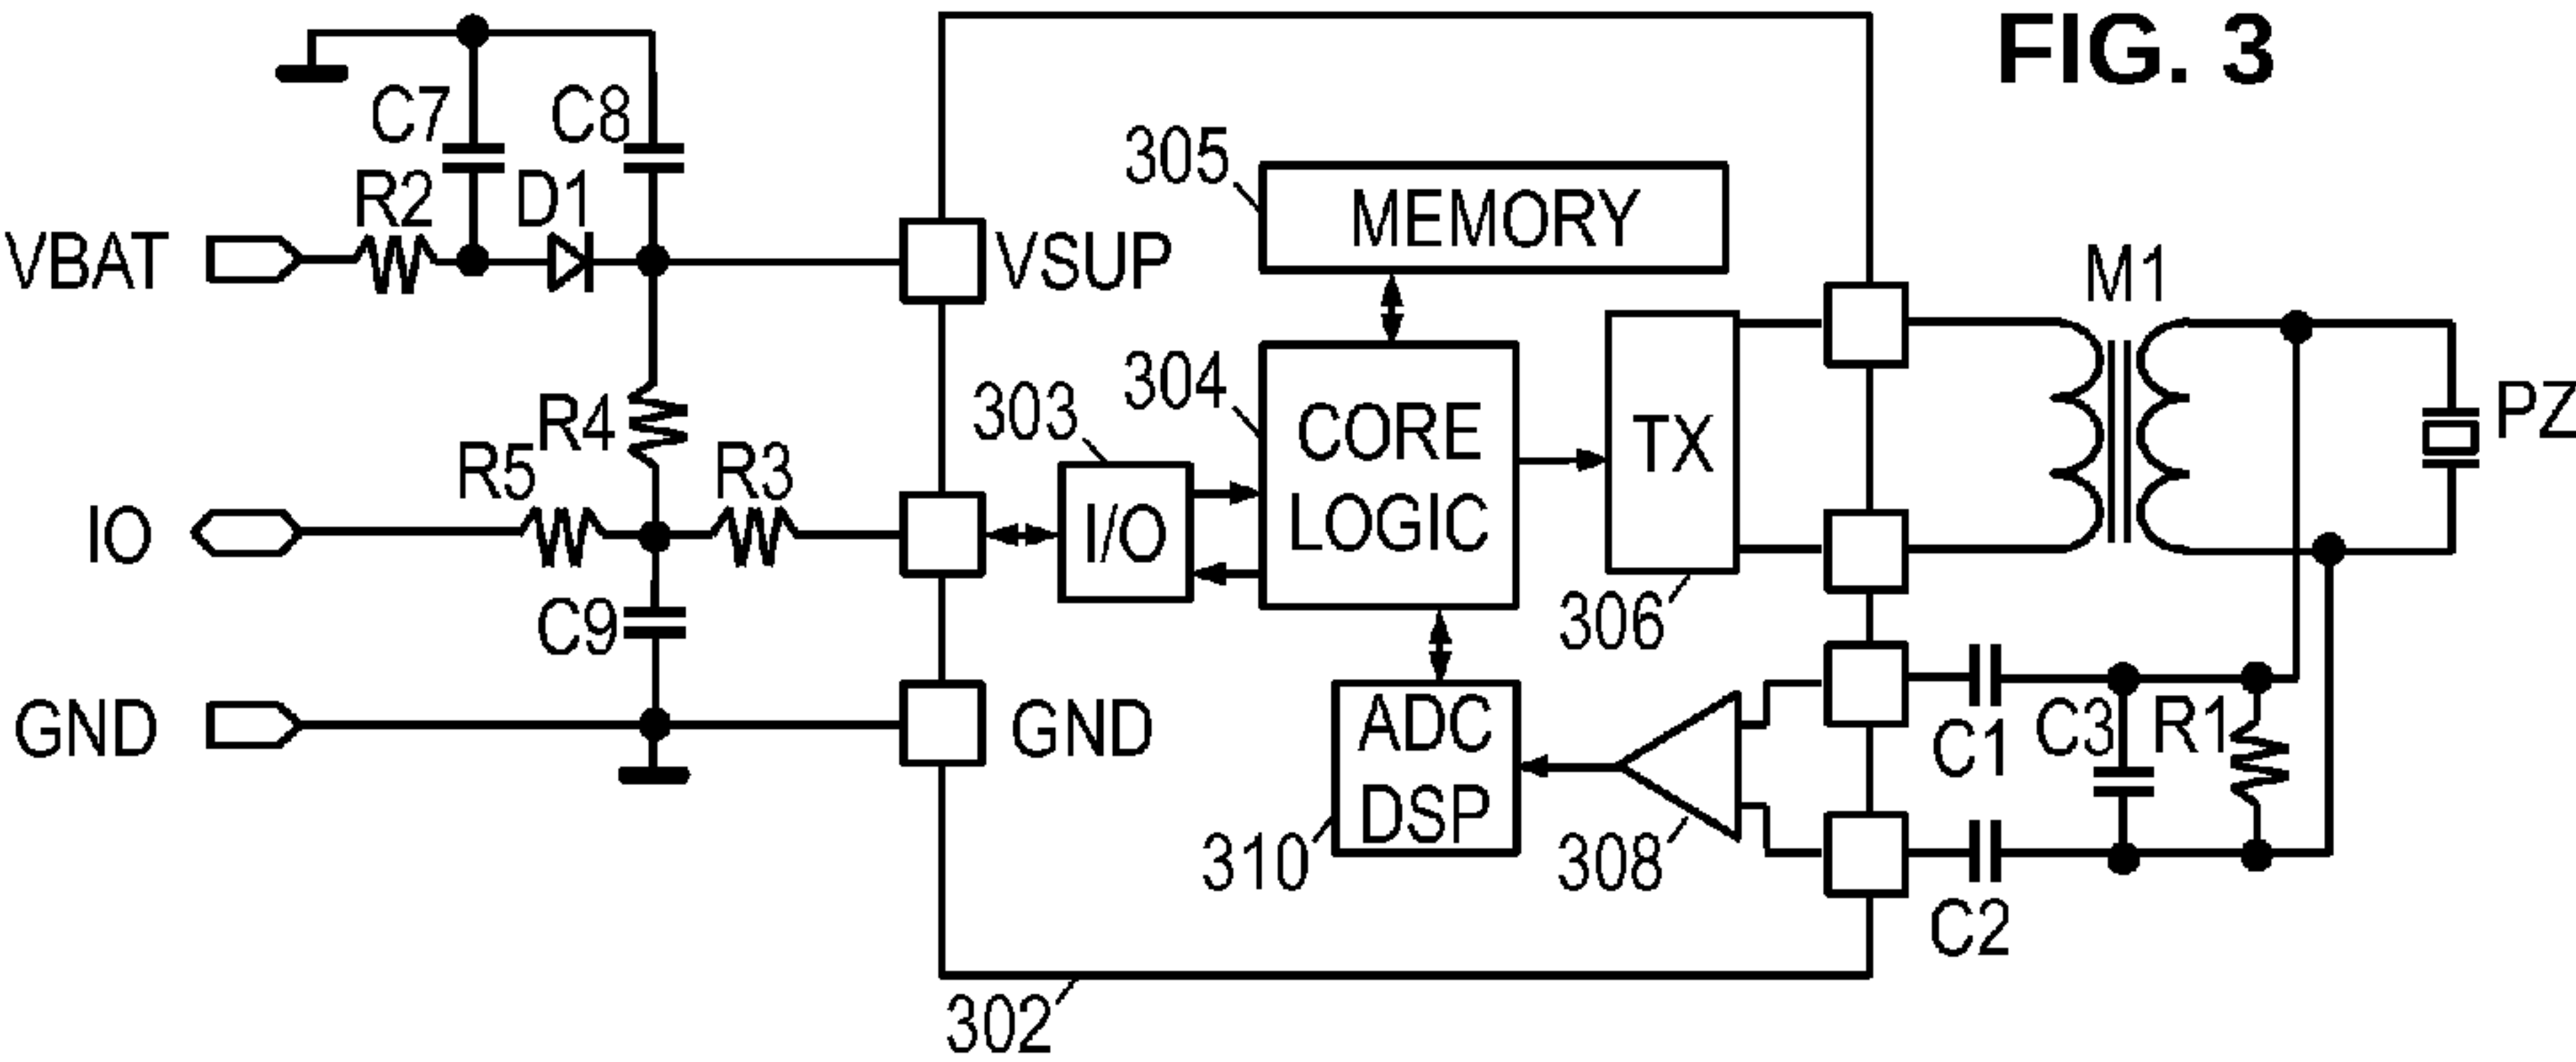 FIG. 3
C7
C8
R2
D1
VBAT
VSUP
305
MEMORY
M1
304
303
CORE
LOGIC
TX
PZ
R4
R5
R3
IO
I/O
C9
306
GND
GND
ADC
DSP
310
308
C1
C3
R1
C2
302